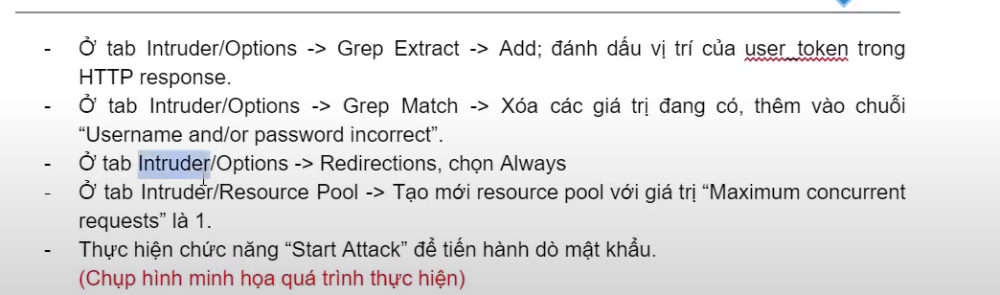 - Ở tab Intruder/Options -> Grep Extract -> Add; đánh dấu vị trí của user_token trong
HTTP response.
- Ở tab Intruder/Options -> Grep Match -> Xóa các giá trị đang có, thêm vào chuỗi
“Username and/or password incorrect”.
- Ở tab Intruder/Options -> Redirections, chọn Always
- Ở tab Intruder/Resource Pool -> Tạo mới resource pool với giá trị “Maximum concurrent
requests” là 1.
- Thực hiện chức năng “Start Attack” để tiến hành dò mật khẩu.
(Chụp hình minh họa quá trình thực hiện)